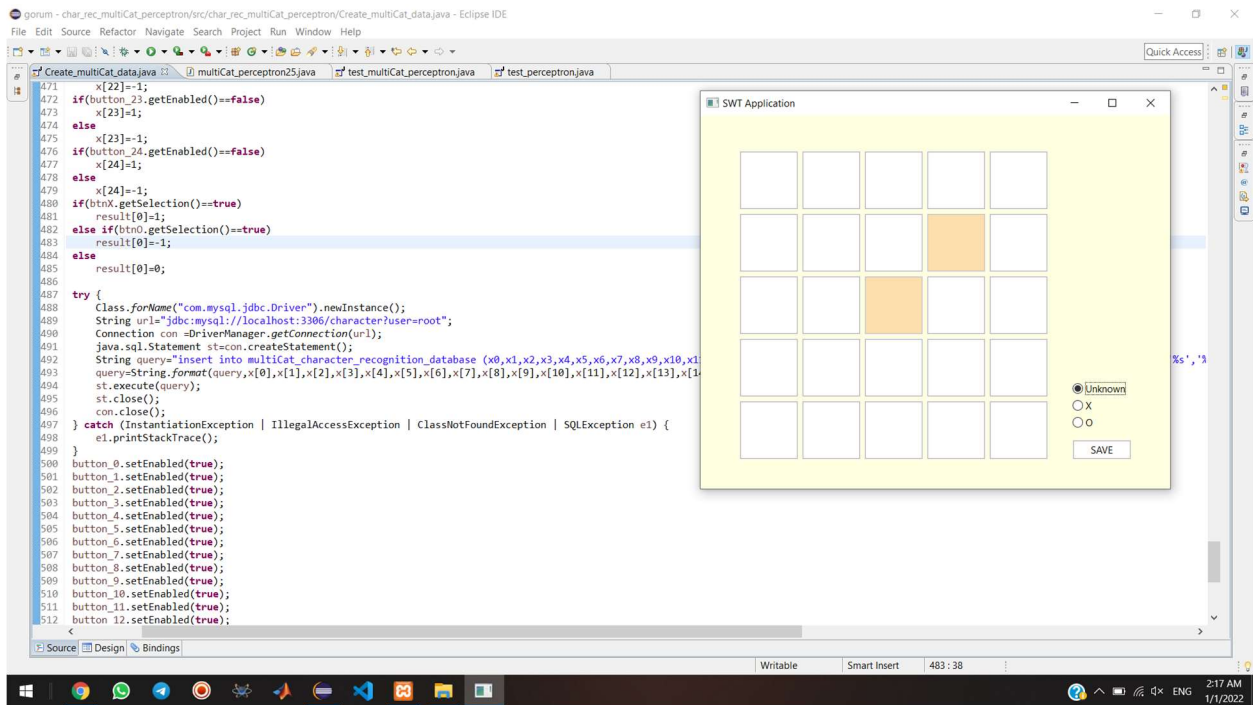 gorum - char_rec_multiCat_perceptron/src/char_rec_multiCat_perceptron/Create_multiCat_data.java - Eclipse IDE
File Edit Source Refactor Navigate Search Project Run Window Help
Quick Access
Create_multiCat_data.java multiCat_perceptron25.java test_multiCat_perceptron.java test_perceptron.java
471 x[22]=-1;
472 if(button_23.getEnabled()==false)
473 x[23]=1;
474 else
475 x[23]=-1;
476 if(button_24.getEnabled()==false)
477 x[24]=1;
478 else
479 x[24]=-1;
480 if(btnX.getSelection()==true)
481 result[0]=1;
482 else if(btnO.getSelection()==true)
483 result[0]=-1;
484 else
485 result[0]=0;
486
487 try {
488 Class.forName("com.mysql.jdbc.Driver").newInstance();
489 String url="jdbc:mysql://localhost:3306/character?user=root";
490 Connection con =DriverManager.getConnection(url);
491 java.sql.Statement st=con.createStatement();
492 String query="insert into multiCat_character_recognition_database (x0,x1,x2,x3,x4,x5,x6,x7,x8,x9,x10,x1 %s','%
493 query=String.format(query,x[0],x[1],x[2],x[3],x[4],x[5],x[6],x[7],x[8],x[9],x[10],x[11],x[12],x[13],x[14
494 st.execute(query);
495 st.close();
496 con.close();
497 } catch (InstantiationException | IllegalAccessException | ClassNotFoundException | SQLException e1) {
498 e1.printStackTrace();
499 }
500 button_0.setEnabled(true);
501 button_1.setEnabled(true);
502 button_2.setEnabled(true);
503 button_3.setEnabled(true);
504 button_4.setEnabled(true);
505 button_5.setEnabled(true);
506 button_6.setEnabled(true);
507 button_7.setEnabled(true);
508 button_8.setEnabled(true);
509 button_9.setEnabled(true);
510 button_10.setEnabled(true);
511 button_11.setEnabled(true);
512 button_12.setEnabled(true);
SWT Application
Unknown
X
O
SAVE
Source Design Bindings
Writable Smart Insert 483 : 38
ENG 2:17 AM
1/1/2022